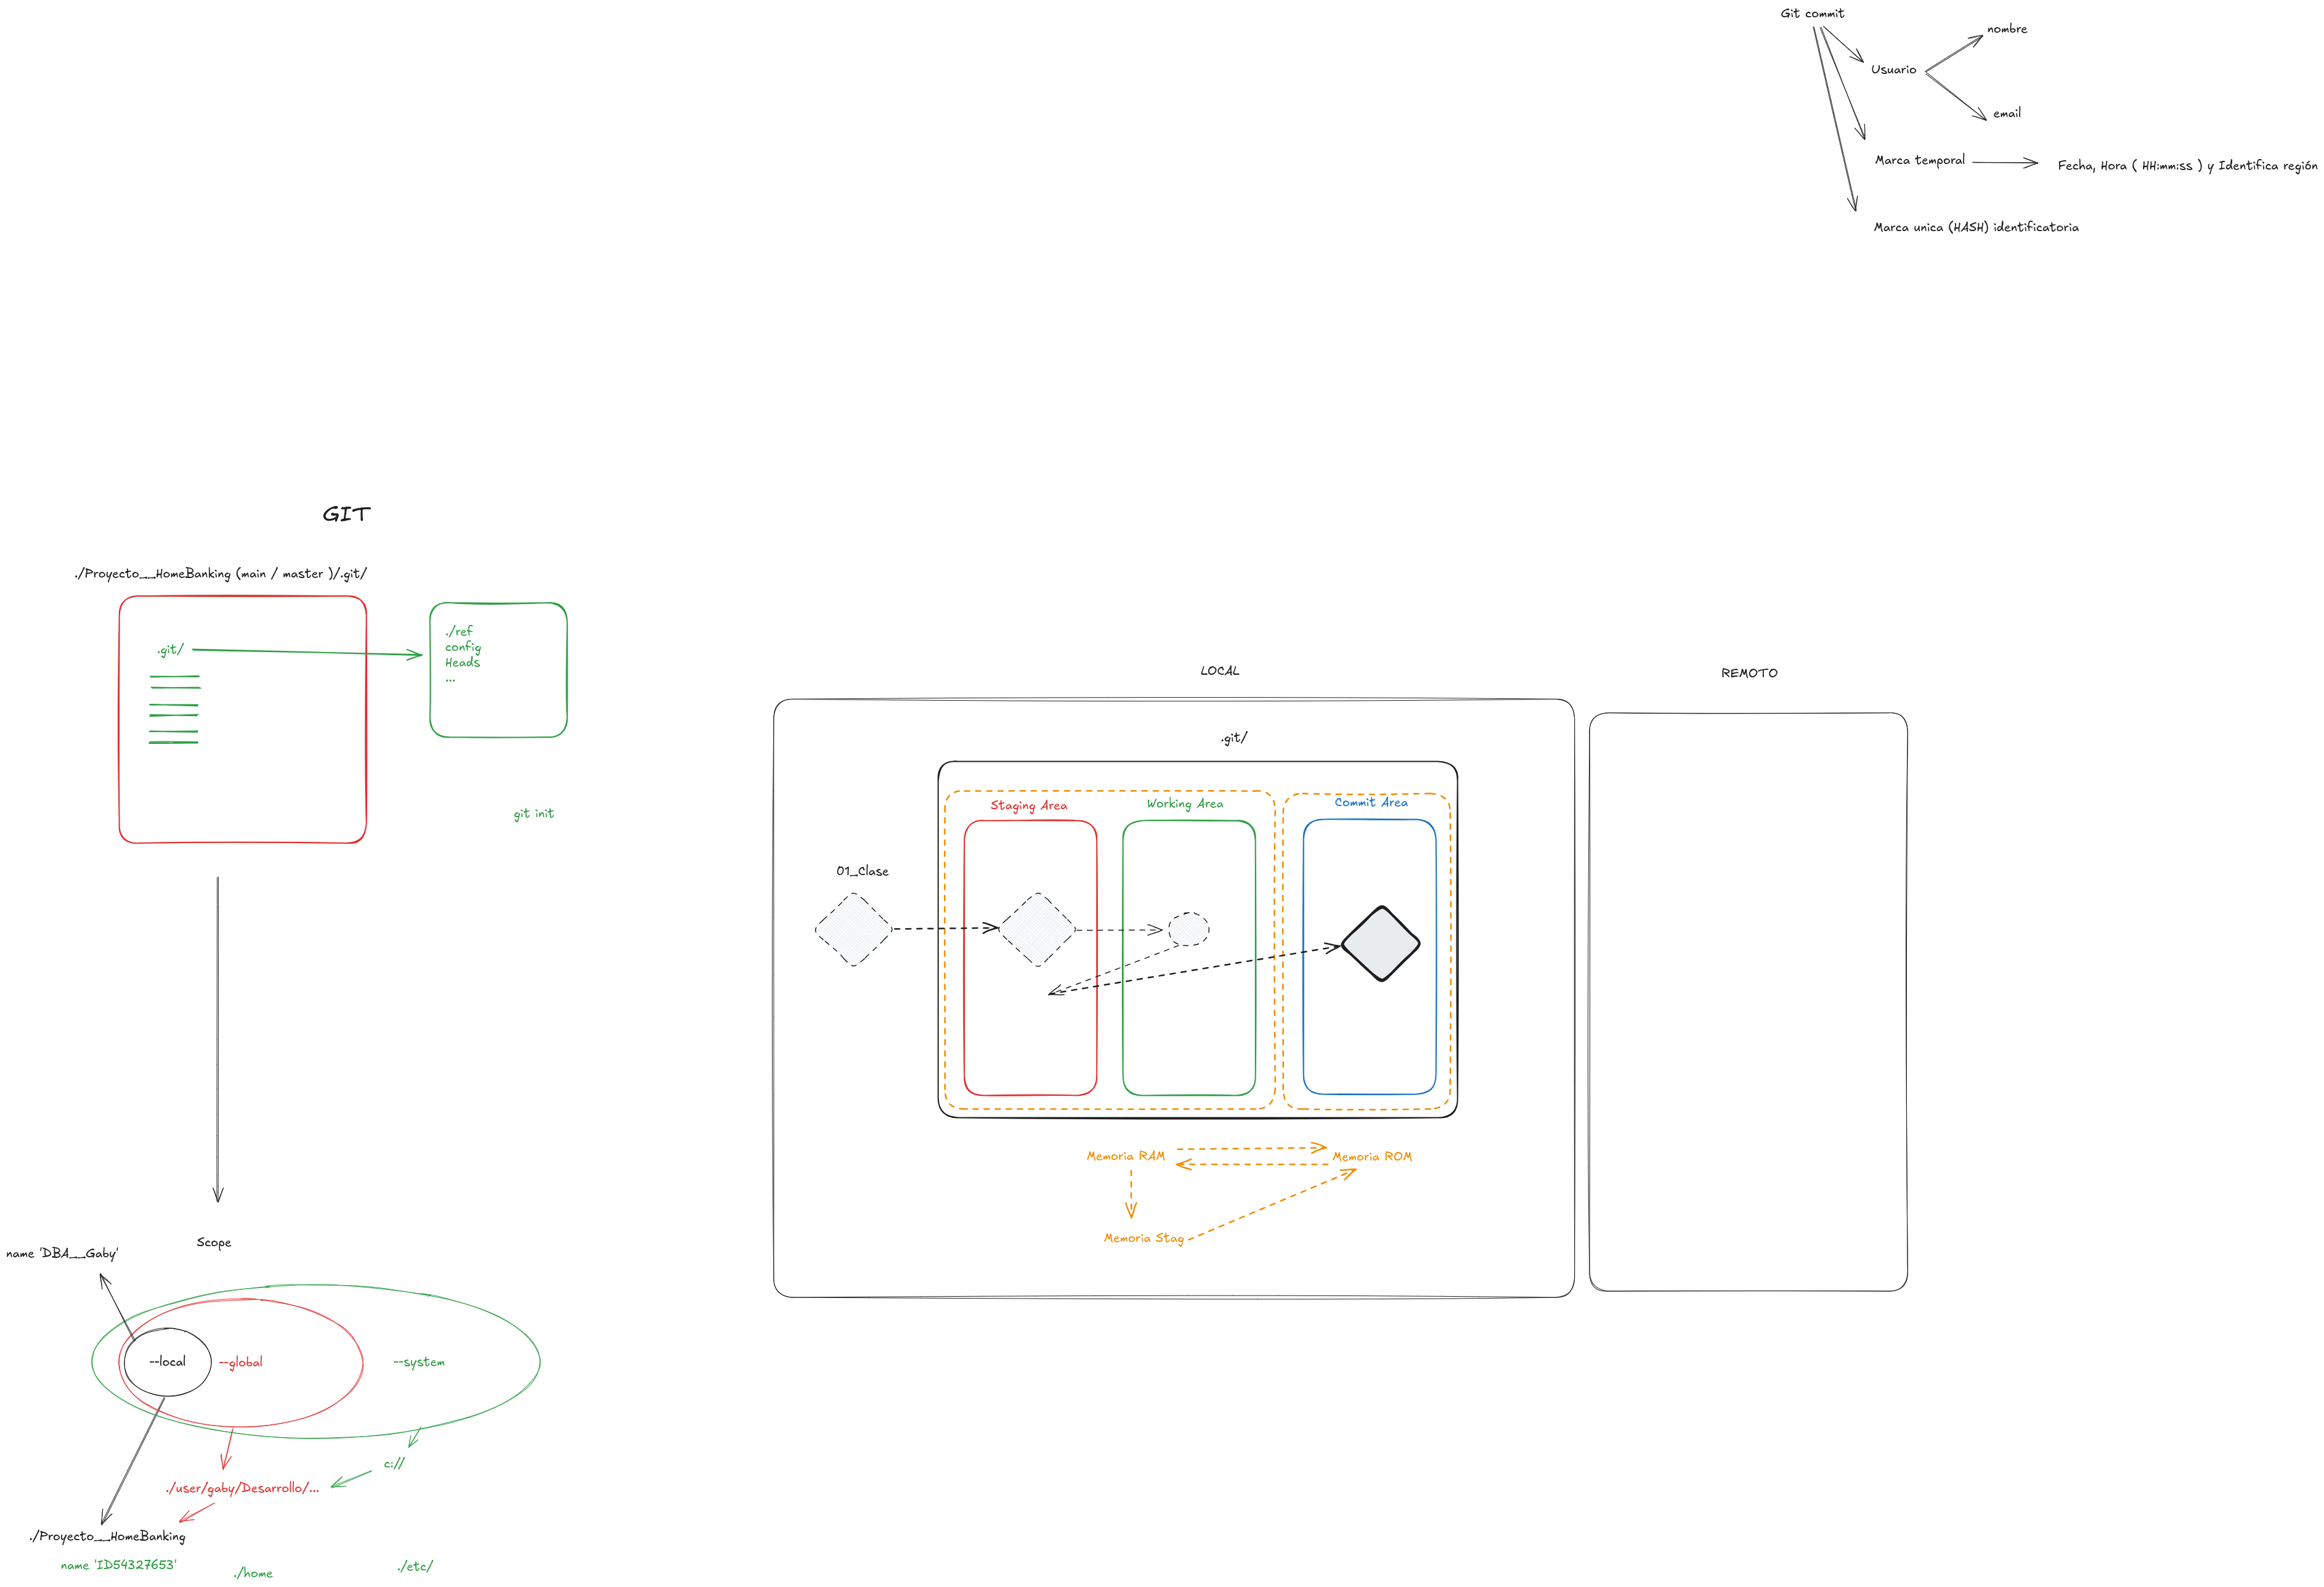 Git commit
nombre
Usuario
email
Marca temporal
Fecha, Hora ( HH:mm:ss ) y Identifica región
Marca unica (HASH) identificatoria
GIT
./Proyecto__HomeBanking (main / master )/.git/
.git/
./ref
config
Heads
...
git init
LOCAL
REMOTO
.git/
Staging Area
Working Area
Commit Area
01_Clase
Memoria RAM
Memoria ROM
Memoria Stag
Scope
name 'DBA__Gaby'
--local
--global
--system
c://
./user/gaby/Desarrollo/...
./Proyecto__HomeBanking
name 'ID54327653'
./home
./etc/